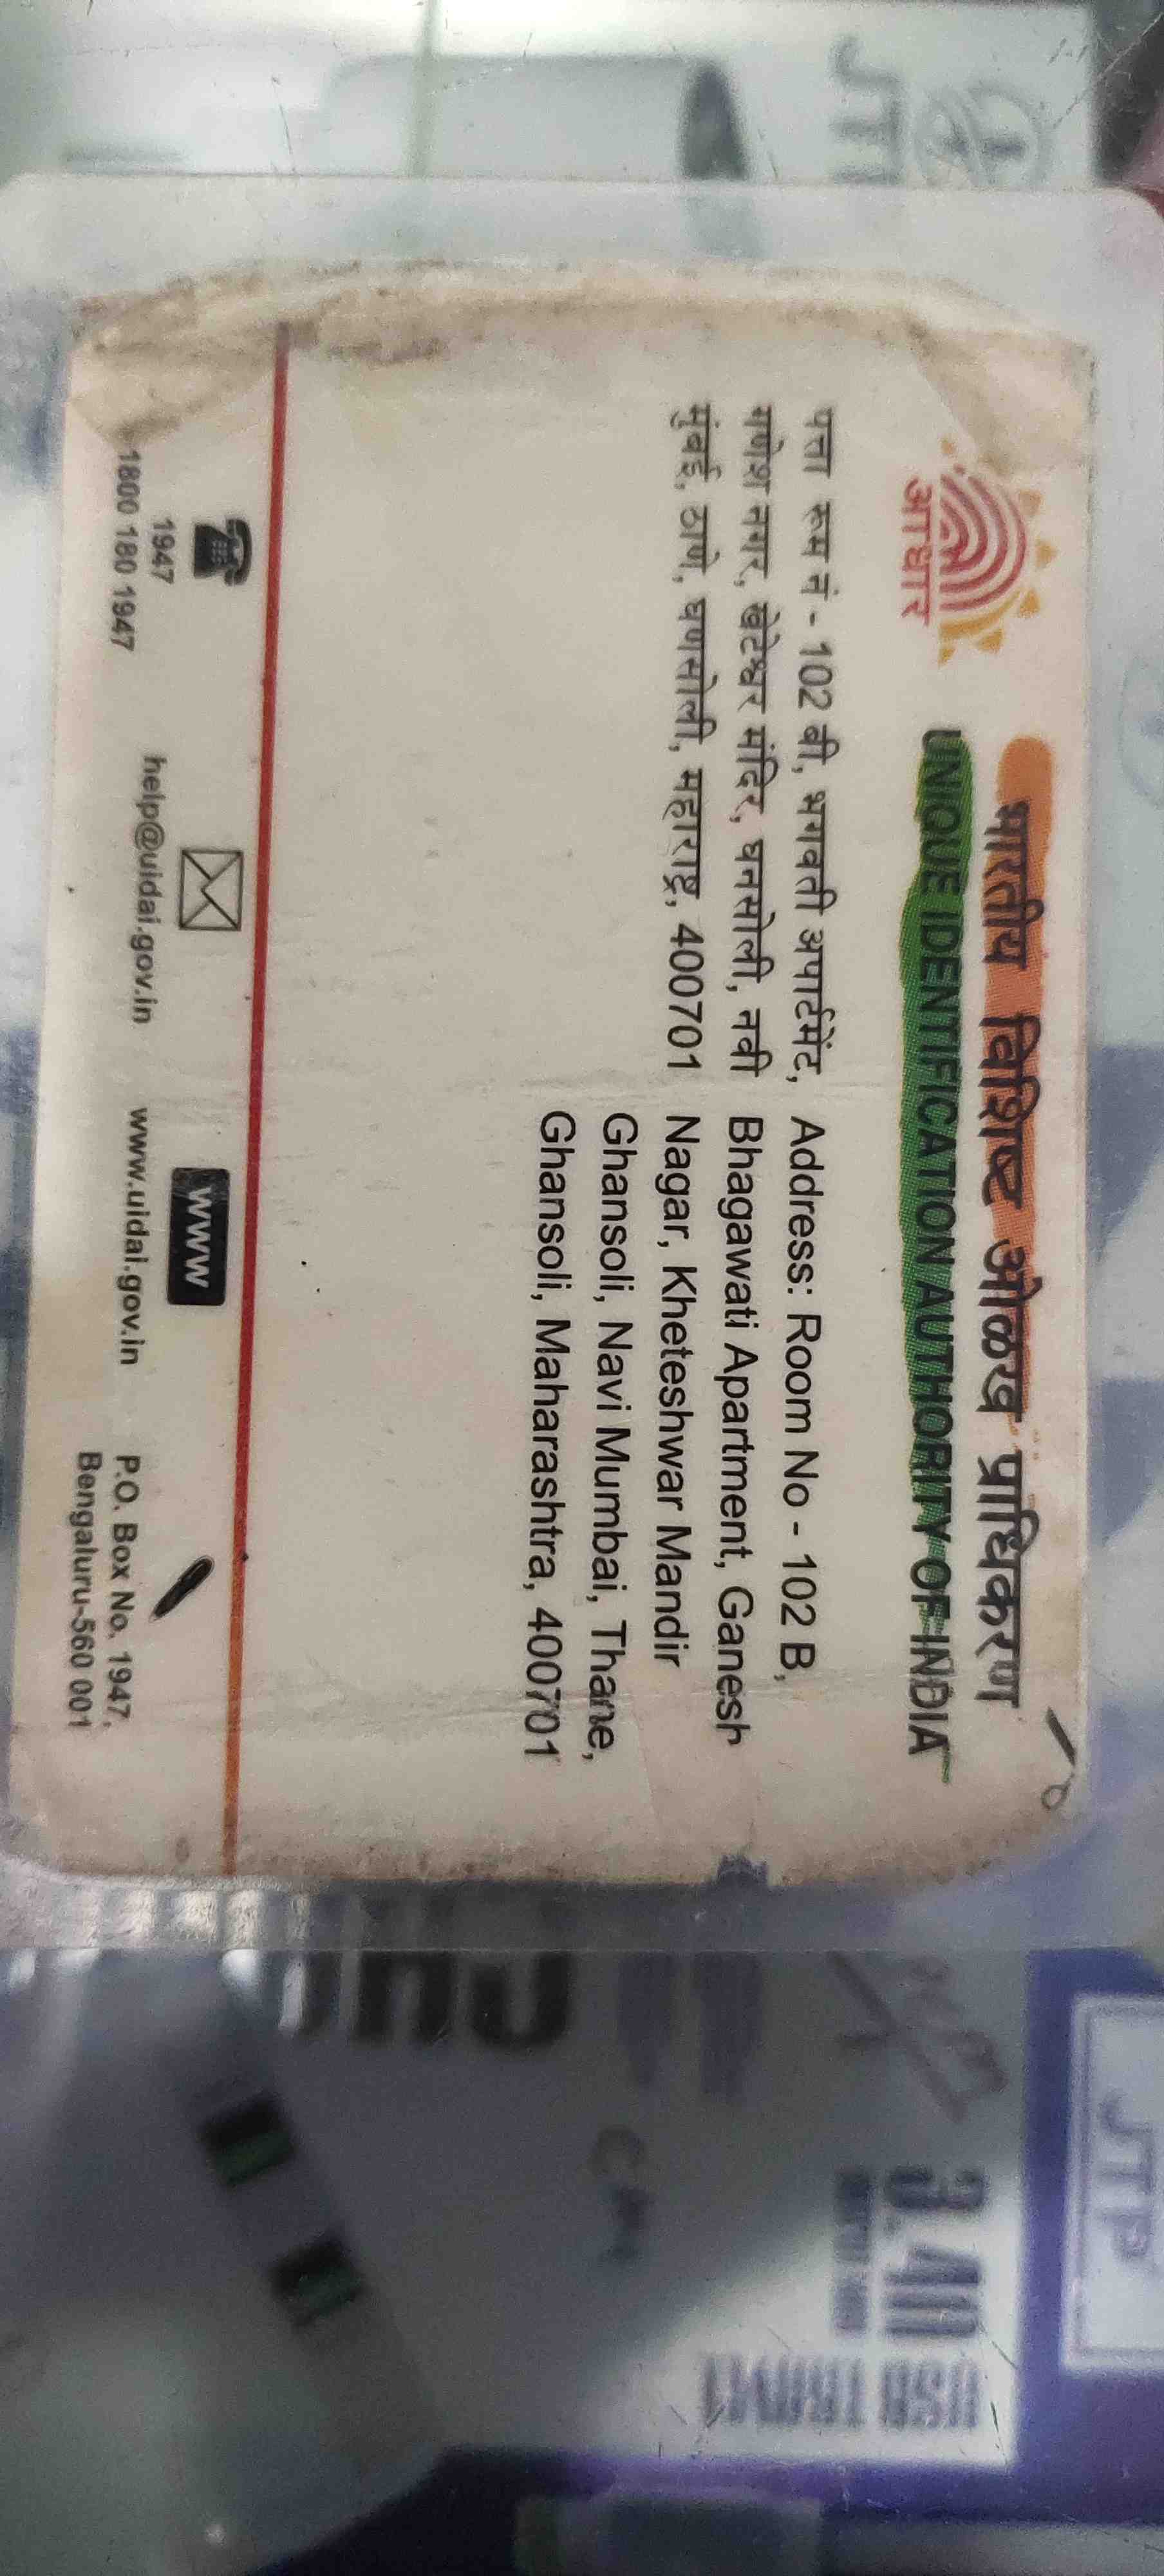 भारतीय विशिष्ट ओळख प्राधिकरण
UNIQUE IDENTIFICATION AUTHORITY OF INDIA
आधार
पत्ता रूम नं - 102 बी, भगवती अपार्टमेंट,
गणेश नगर, खेटेश्वर मंदिर, घनसोली, नवी
मुंबई, ठाणे, घणसोली, महाराष्ट्र, 400701
Address: Room No - 102 B,
Bhagawati Apartment, Ganesh
Nagar, Kheteshwar Mandir
Ghansoli, Navi Mumbai, Thane,
Ghansoli, Maharashtra, 400701
1947
1800 180 1947
help@uidai.gov.in
WWW
www.uidai.gov.in
P.O. Box No. 1947,
Bengaluru-560 001
JTP
3.4A
USB